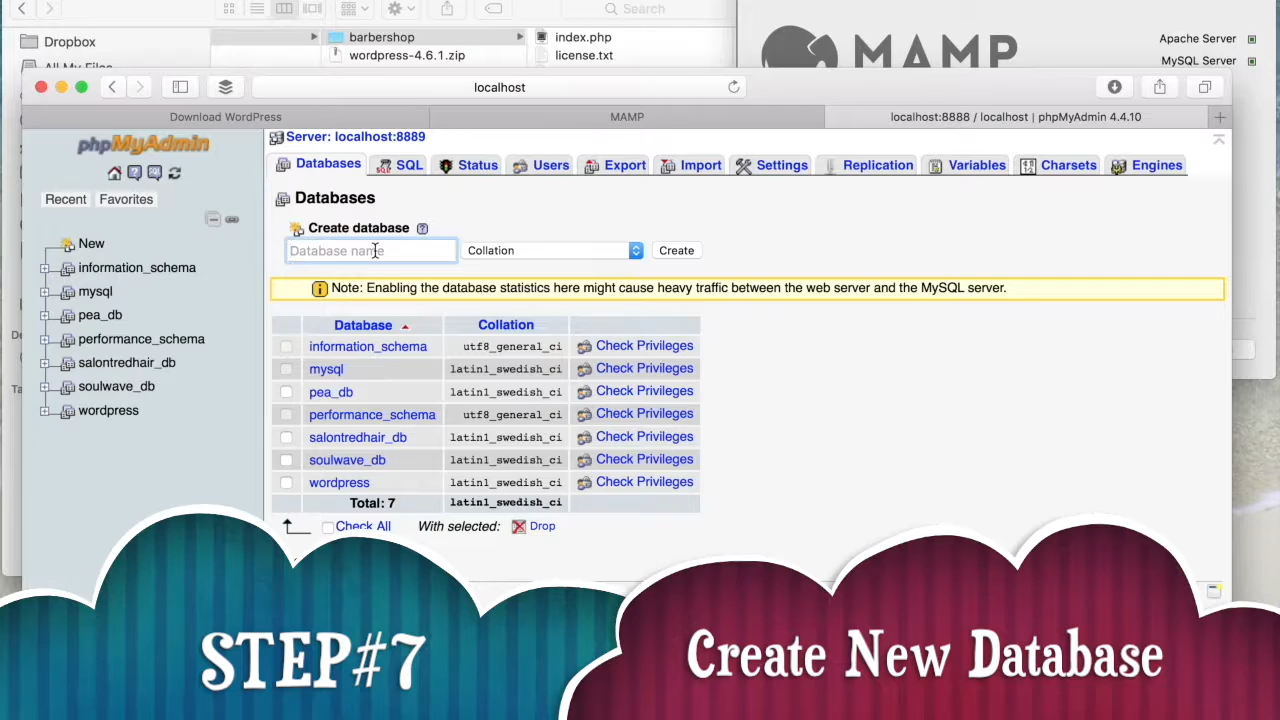 Search
Dropbox
barbershop
index.php
Apache Server
wordpress-4.6.1.zip
license.txt
MAMP
MySQL Server
All My Files
localhost
Download WordPress
MAMP
localhost:8888 / localhost | phpMyAdmin 4.4.10
phpMyAdmin
Recent
Favorites
New
information_schema
mysql
pea_db
performance_schema
salontredhair_db
soulwave_db
wordpress
Server: localhost:8889
Databases
SQL
Status
Users
Export
Import
Settings
Replication
Variables
Charsets
Engines
Databases
Create database
Database name
Collation
Create
Note: Enabling the database statistics here might cause heavy traffic between the web server and the MySQL server.
Database Collation
information_schema utf8_general_ci Check Privileges
mysql latin1_swedish_ci Check Privileges
pea_db latin1_swedish_ci Check Privileges
performance_schema utf8_general_ci Check Privileges
salontredhair_db latin1_swedish_ci Check Privileges
soulwave_db latin1_swedish_ci Check Privileges
wordpress latin1_swedish_ci Check Privileges
Total: 7 latin1_swedish_ci
Check All With selected: Drop
STEP#7
Create New Database